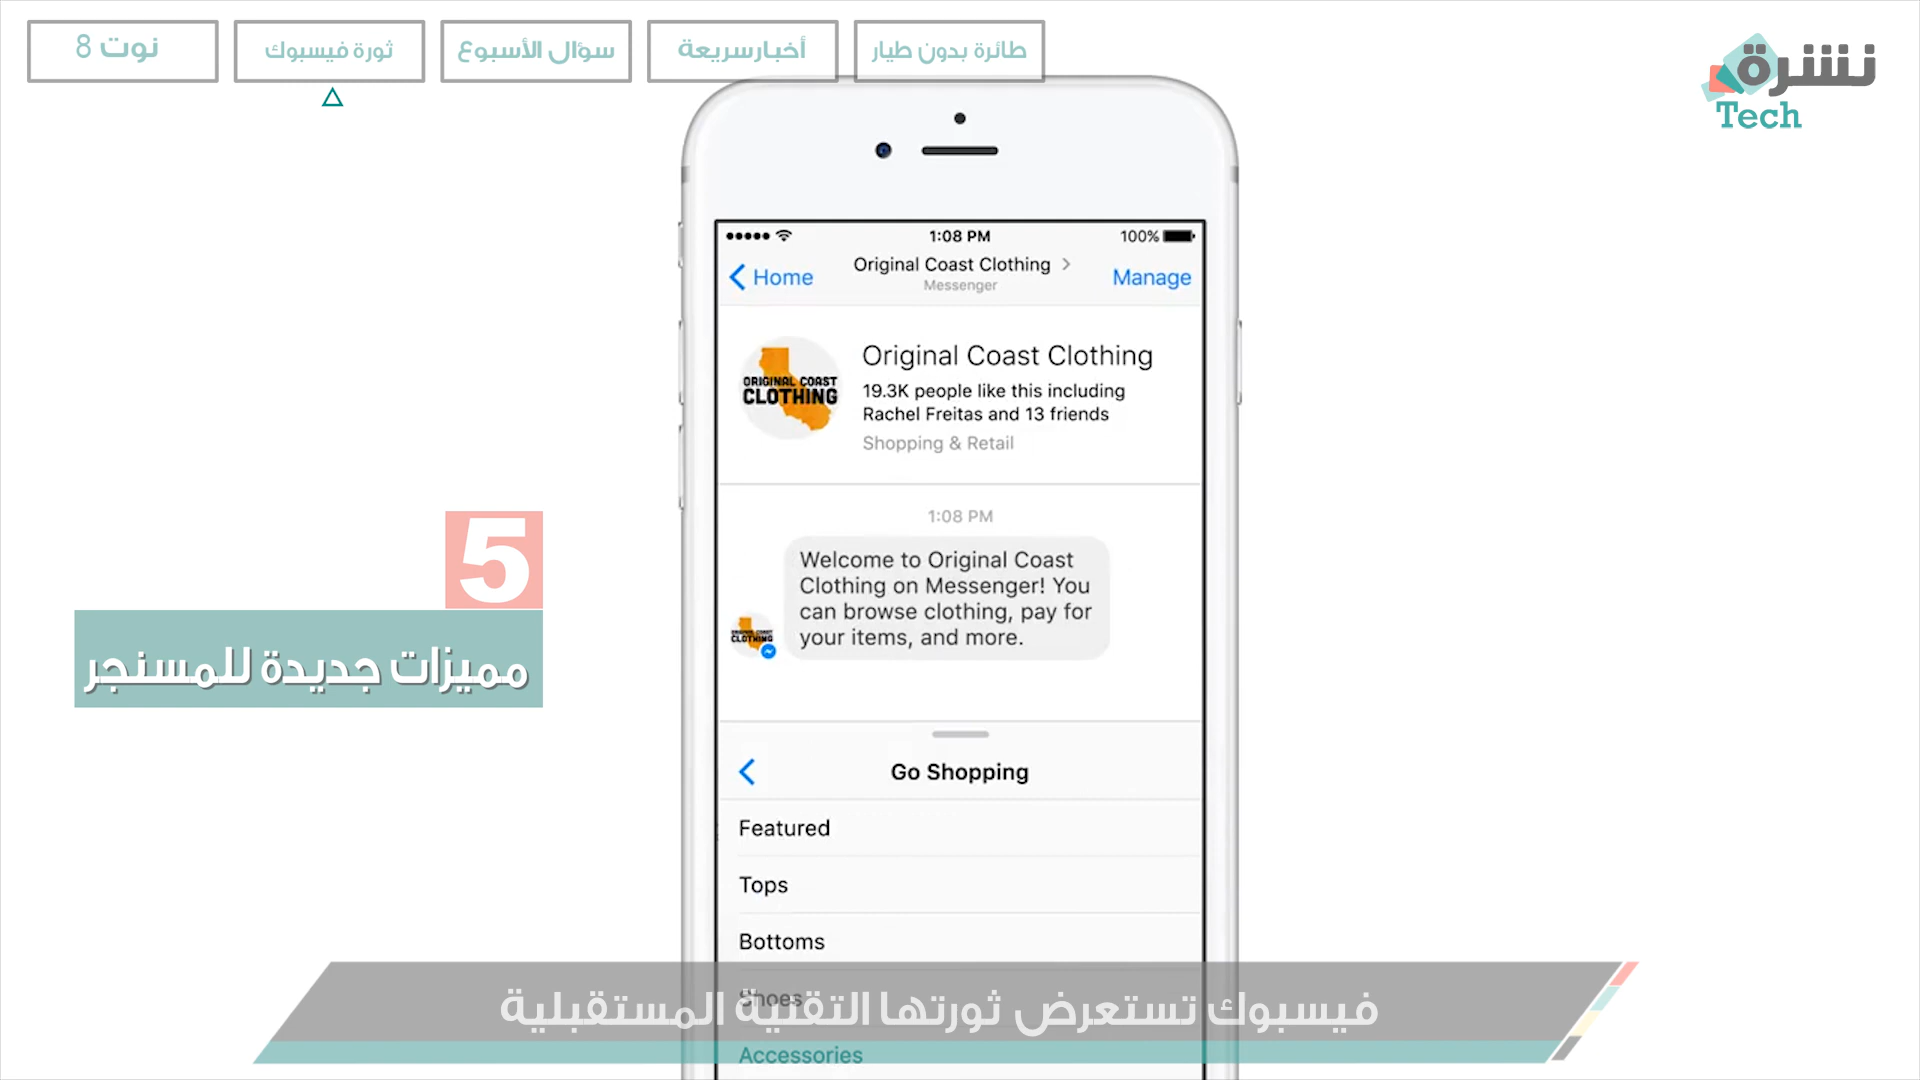 نوت 8
ثورة فيسبوك
سؤال الأسبوع
أخبارسريعة
طائرة بدون طيار
نشرة
Tech
1:08 PM
100%
Home
Original Coast Clothing
Messenger
Manage
ORIGINAL COAST
CLOTHING
Original Coast Clothing
19.3K people like this including
Rachel Freitas and 13 friends
Shopping & Retail
1:08 PM
Welcome to Original Coast
Clothing on Messenger! You
can browse clothing, pay for
your items, and more.
ORIGINAL COAST
CLOTHING
5
مميزات جديدة للمسنجر
Go Shopping
Featured
Tops
Bottoms
Shoes
فيسبوك تستعرض ثورتها التقنية المستقبلية
Accessories